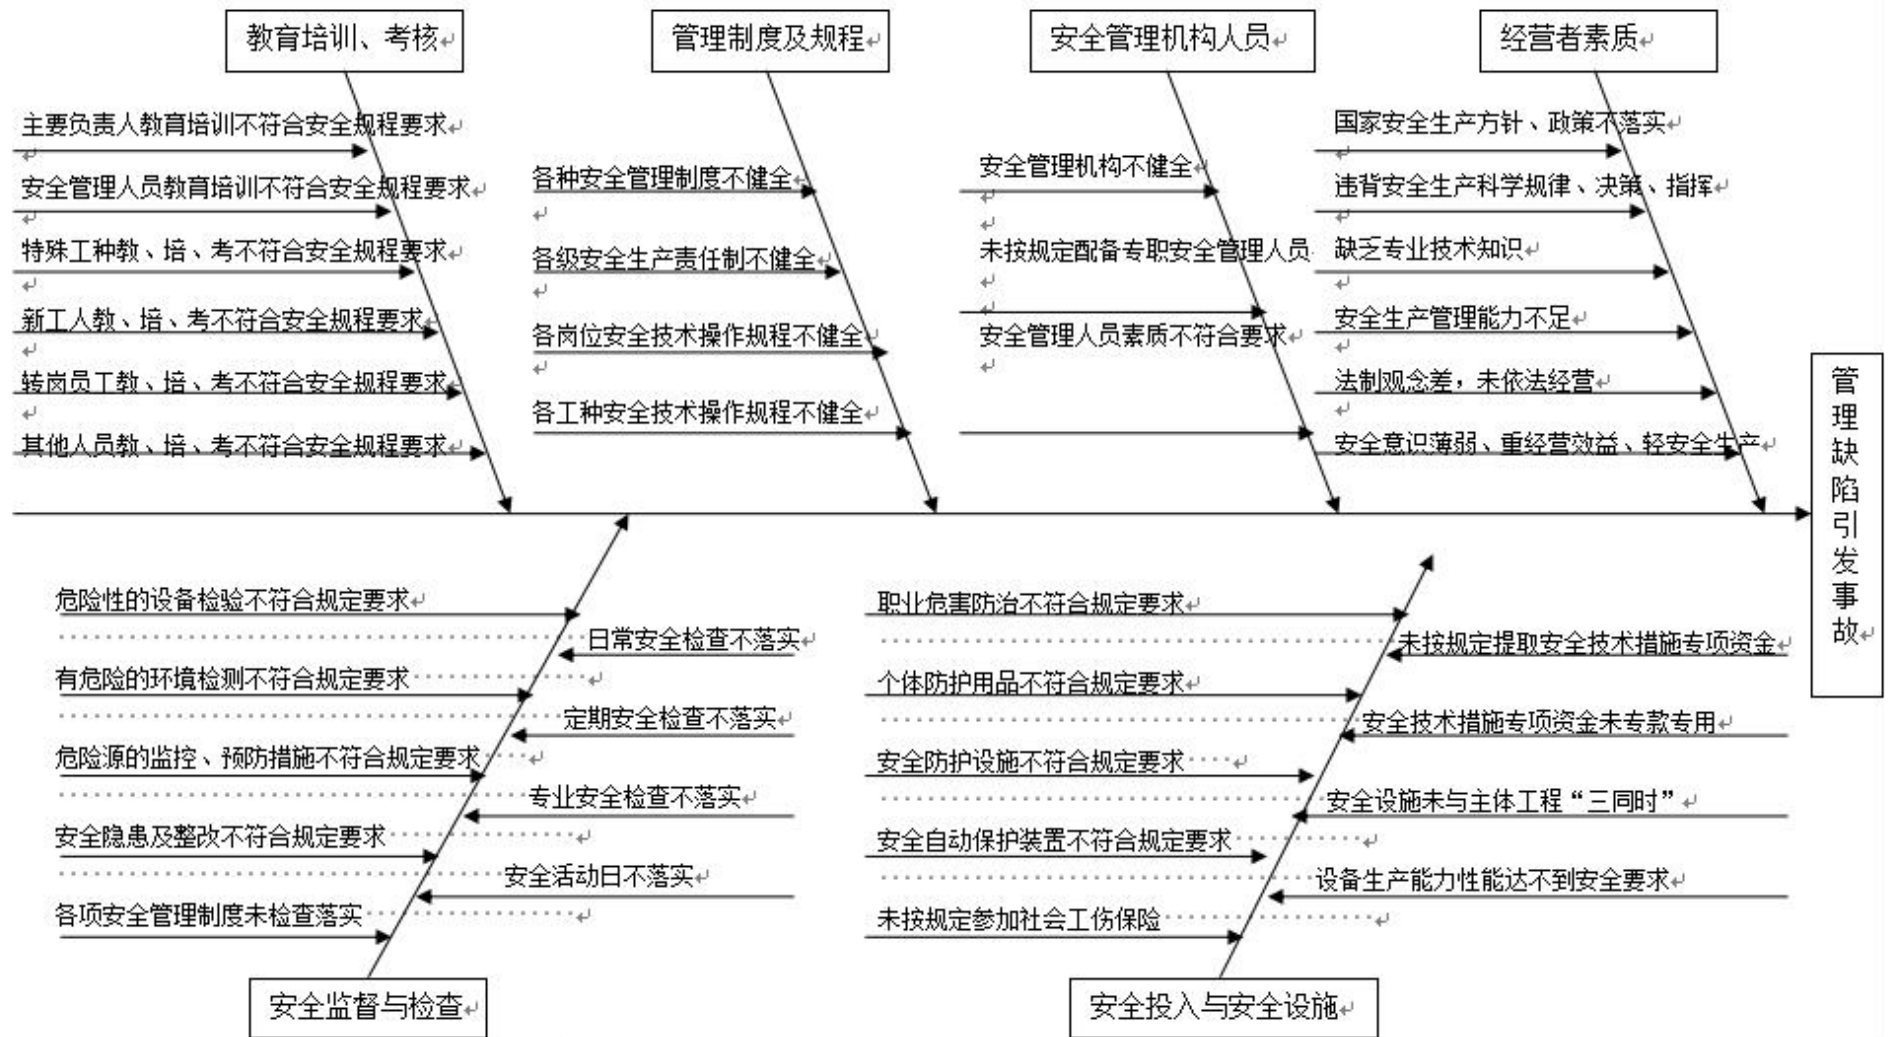 教育培训、考核
管理制度及规程
安全管理机构人员
经营者素质
主要负责人教育培训不符合安全规程要求
安全管理人员教育培训不符合安全规程要求
特殊工种教、培、考不符合安全规程要求
新工人教、培、考不符合安全规程要求
转岗员工教、培、考不符合安全规程要求
其他人员教、培、考不符合安全规程要求
各种安全管理制度不健全
各级安全生产责任制不健全
各岗位安全技术操作规程不健全
各工种安全技术操作规程不健全
安全管理机构不健全
未按规定配备专职安全管理人员
安全管理人员素质不符合要求
国家安全生产方针、政策不落实
违背安全生产科学规律、决策、指挥
缺乏专业技术知识
安全生产管理能力不足
法制观念差，未依法经营
安全意识薄弱、重经营效益、轻安全生产
管理缺陷引发事故
危险性的设备检验不符合规定要求
日常安全检查不落实
有危险的环境检测不符合规定要求
定期安全检查不落实
危险源的监控、预防措施不符合规定要求
专业安全检查不落实
安全隐患及整改不符合规定要求
安全活动日不落实
各项安全管理制度未检查落实
职业危害防治不符合规定要求
未按规定提取安全技术措施专项资金
个体防护用品不符合规定要求
安全技术措施专项资金未专款专用
安全防护设施不符合规定要求
安全设施未与主体工程“三同时”
安全自动保护装置不符合规定要求
设备生产能力性能达不到安全要求
未按规定参加社会工伤保险
安全监督与检查
安全投入与安全设施